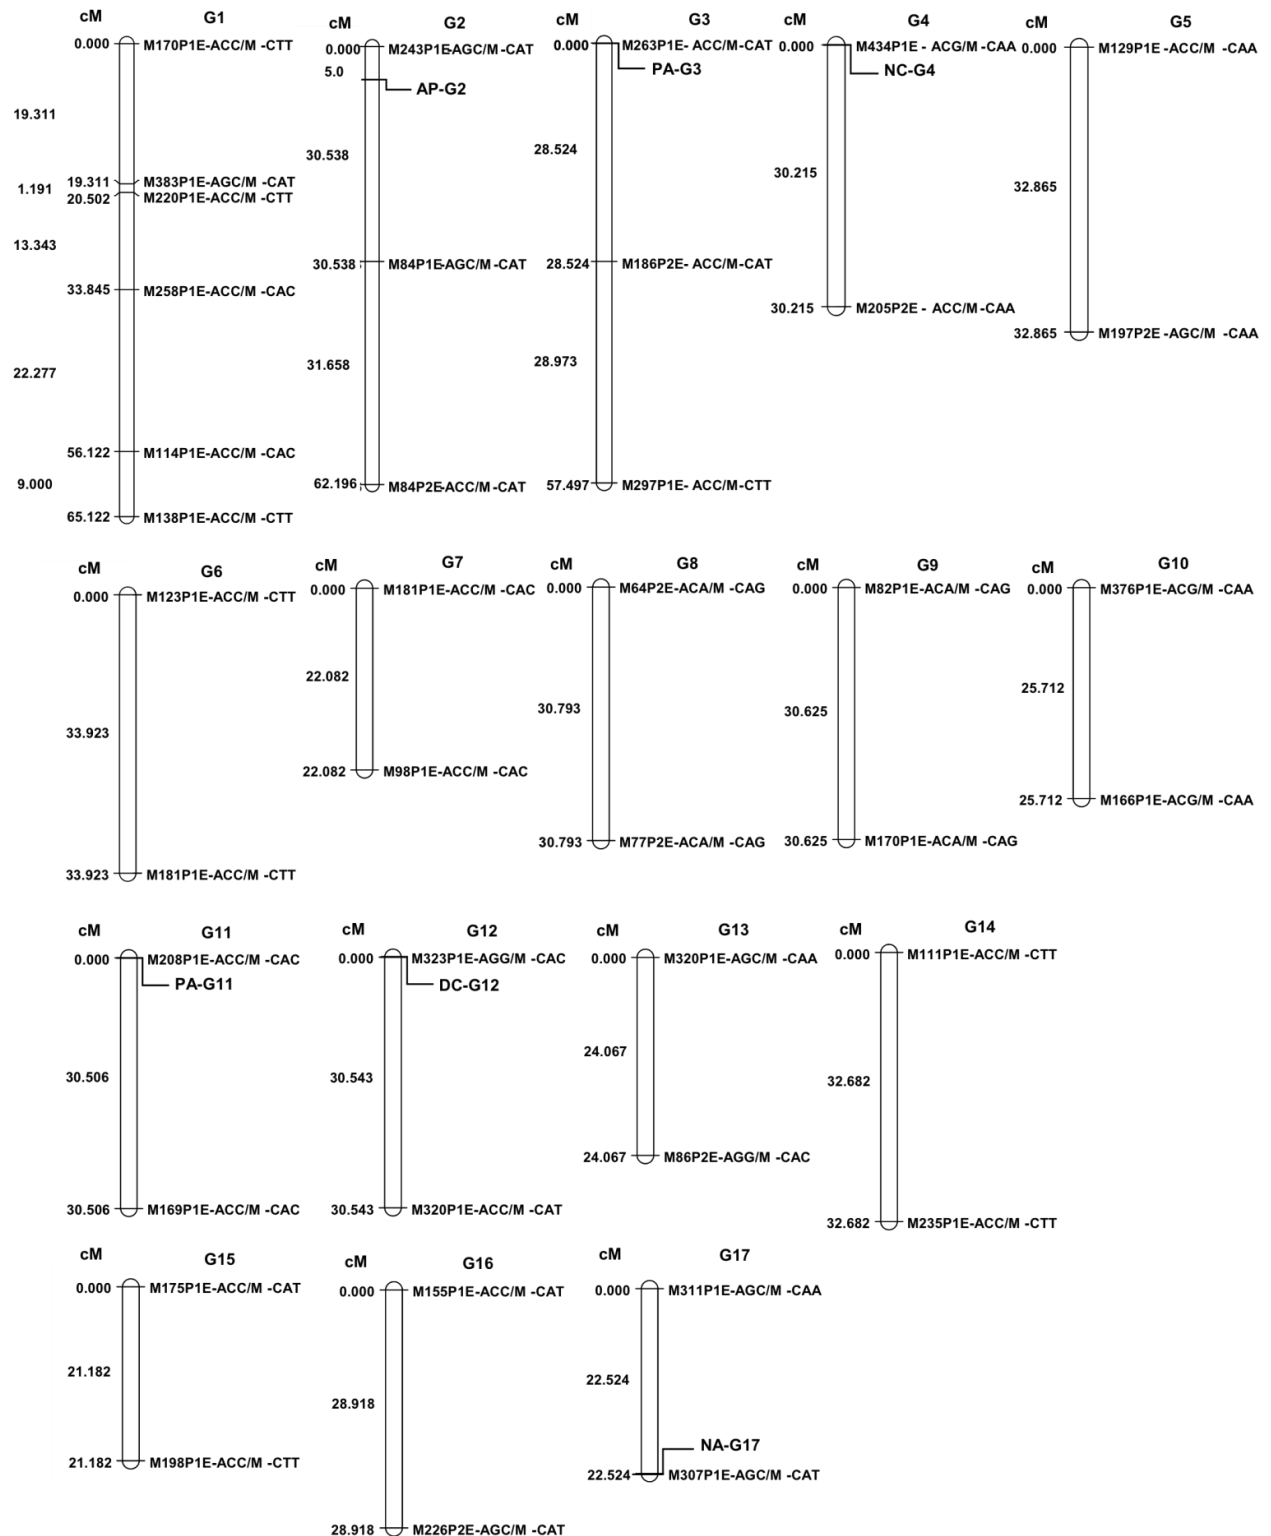 cM G1
0.000 M170P1E-ACC/M -CTT
19.311
19.311 M383P1E-AGC/M -CAT
1.191
20.502 M220P1E-ACC/M -CTT
13.343
33.845 M258P1E-ACC/M -CAC
22.277
56.122 M114P1E-ACC/M -CAC
9.000
65.122 M138P1E-ACC/M -CTT
cM G2
0.000 M243P1E-AGC/M-CAT
5.0
AP-G2
30.538
30.538 M84P1E-AGC/M-CAT
31.658
62.196 M84P2E-ACC/M-CAT
cM G3
0.000 M263P1E- ACC/M-CAT
PA-G3
28.524
28.524 M186P2E- ACC/M-CAT
28.973
57.497 M297P1E- ACC/M-CTT
cM G4
0.000 M434P1E - ACG/M-CAA
NC-G4
30.215
30.215 M205P2E - ACC/M-CAA
cM G5
0.000 M129P1E -ACC/M -CAA
32.865
32.865 M197P2E -AGC/M -CAA
cM G6
0.000 M123P1E-ACC/M -CTT
33.923
33.923 M181P1E-ACC/M -CTT
cM G7
0.000 M181P1E-ACC/M -CAC
22.082
22.082 M98P1E-ACC/M -CAC
cM G8
0.000 M64P2E-ACA/M -CAG
30.793
30.793 M77P2E-ACA/M -CAG
cM G9
0.000 M82P1E-ACA/M -CAG
30.625
30.625 M170P1E-ACA/M -CAG
cM G10
0.000 M376P1E-ACG/M -CAA
25.712
25.712 M166P1E-ACG/M -CAA
cM G11
0.000 M208P1E-ACC/M -CAC
PA-G11
30.506
30.506 M169P1E-ACC/M -CAC
cM G12
0.000 M323P1E-AGG/M -CAC
DC-G12
30.543
30.543 M320P1E-ACC/M -CAT
cM G13
0.000 M320P1E-AGC/M -CAA
24.067
24.067 M86P2E-AGG/M -CAC
cM G14
0.000 M111P1E-ACC/M -CTT
32.682
32.682 M235P1E-ACC/M -CTT
cM G15
0.000 M175P1E-ACC/M -CAT
21.182
21.182 M198P1E-ACC/M -CTT
cM G16
0.000 M155P1E-ACC/M -CAT
28.918
28.918 M226P2E-AGC/M -CAT
cM G17
0.000 M311P1E-AGC/M -CAA
22.524
NA-G17
22.524 M307P1E-AGC/M -CAT